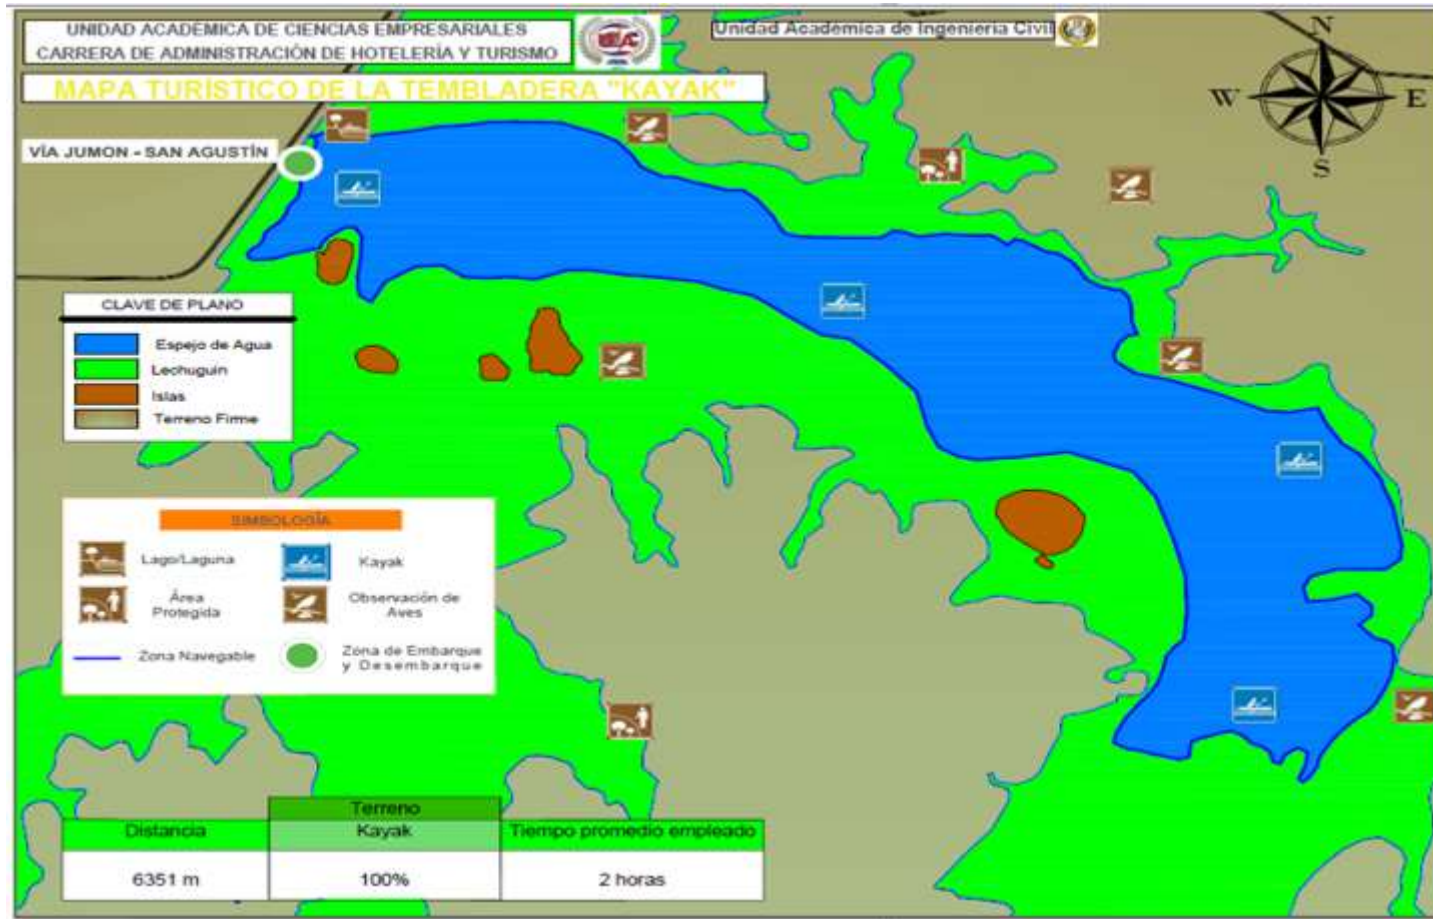 UNIDAD ACADÉMICA DE CIENCIAS EMPRESARIALES
CARRERA DE ADMINISTRACIÓN DE HOTELERÍA Y TURISMO
Unidad Académica de Ingeniería Civil
MAPA TURÍSTICO DE LA TEMBLADERA "KAYAK"
N
W
E
S
VÍA JUMON - SAN AGUSTÍN
CLAVE DE PLANO
Espejo de Agua
Lechuguin
Islas
Terreno Firme
SIMBOLOGÍA
Lago/Laguna
Kayak
Área
Protegida
Observación de
Aves
Zona Navegable
Zona de Embarque
y Desembarque
Terreno
Distancia
Kayak
Tiempo promedio empleado
6351 m
100%
2 horas